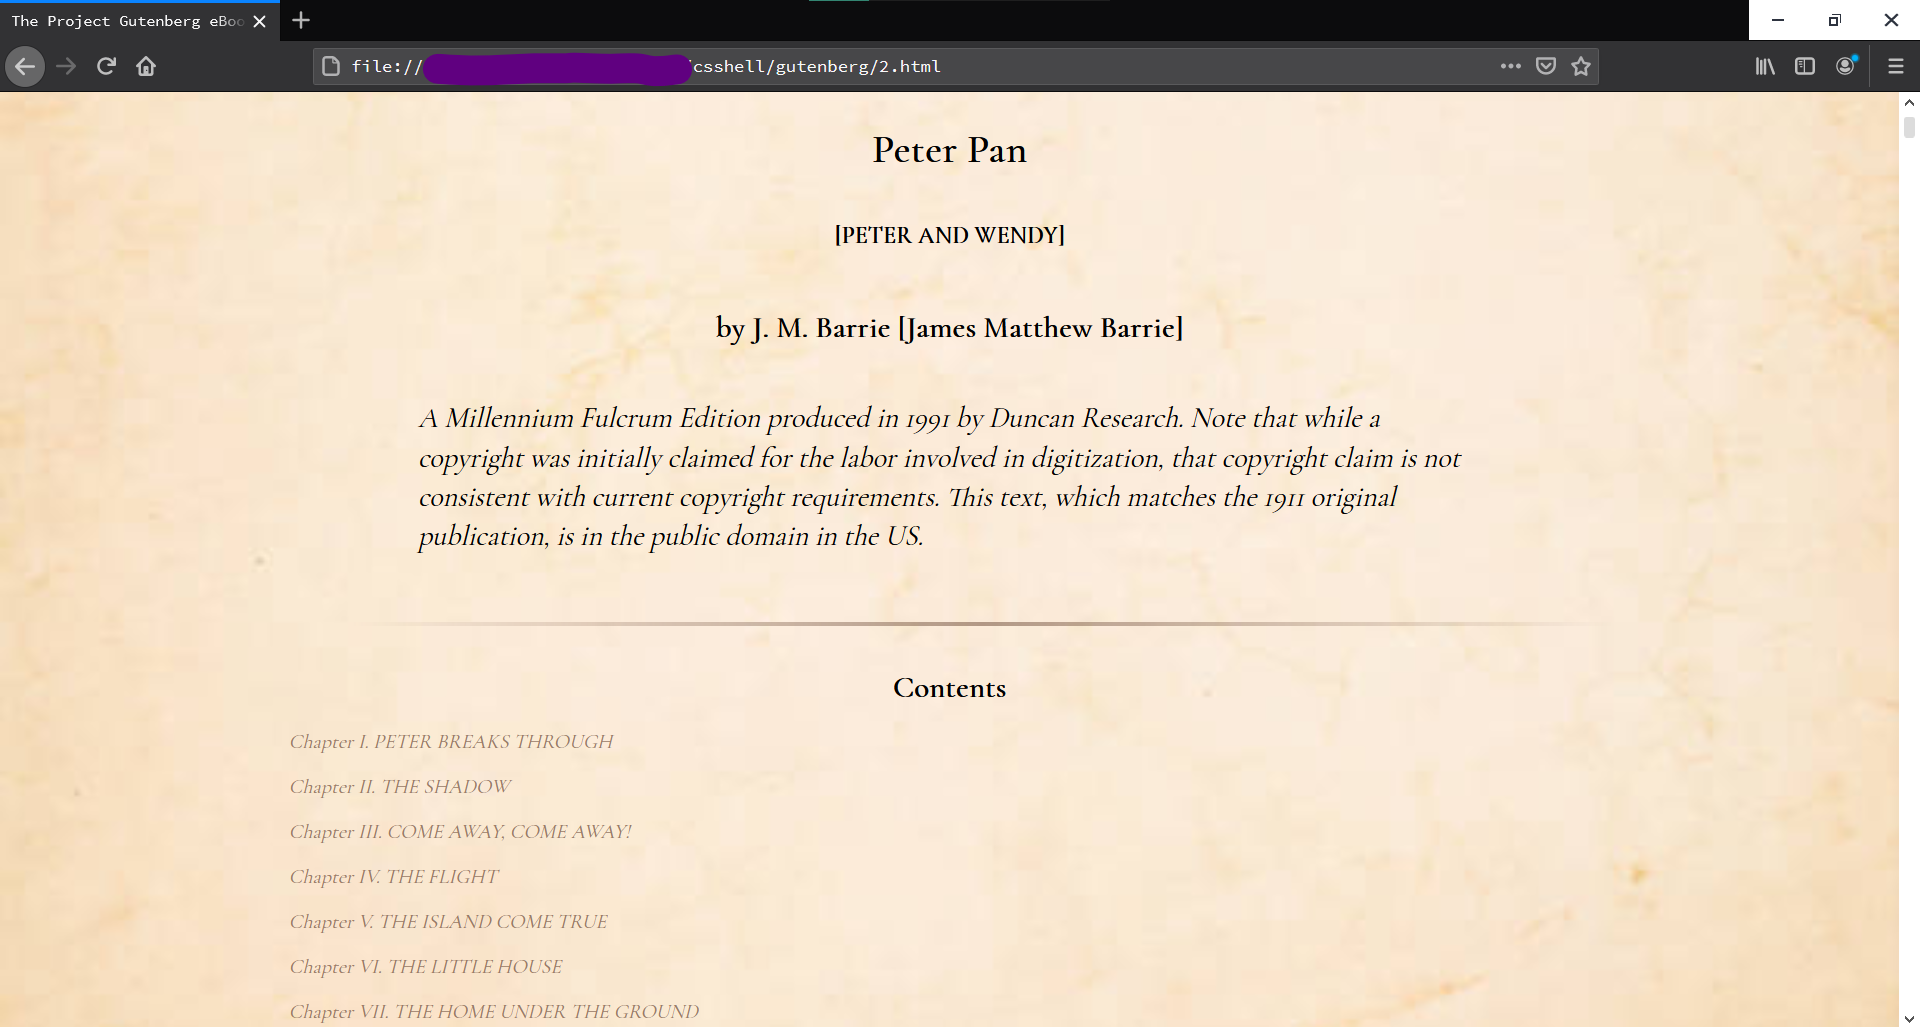 The Project Gutenberg eBoo
file://
csshell/gutenberg/2.html
Peter Pan
[PETER AND WENDY]
by J. M. Barrie [James Matthew Barrie]
A Millennium Fulcrum Edition produced in 1991 by Duncan Research. Note that while a
copyright was initially claimed for the labor involved in digitization, that copyright claim is not
consistent with current copyright requirements. This text, which matches the 1911 original
publication, is in the public domain in the US.
Contents
Chapter I. PETER BREAKS THROUGH
Chapter II. THE SHADOW
Chapter III. COME AWAY, COME AWAY!
Chapter IV. THE FLIGHT
Chapter V. THE ISLAND COME TRUE
Chapter VI. THE LITTLE HOUSE
Chapter VII. THE HOME UNDER THE GROUND